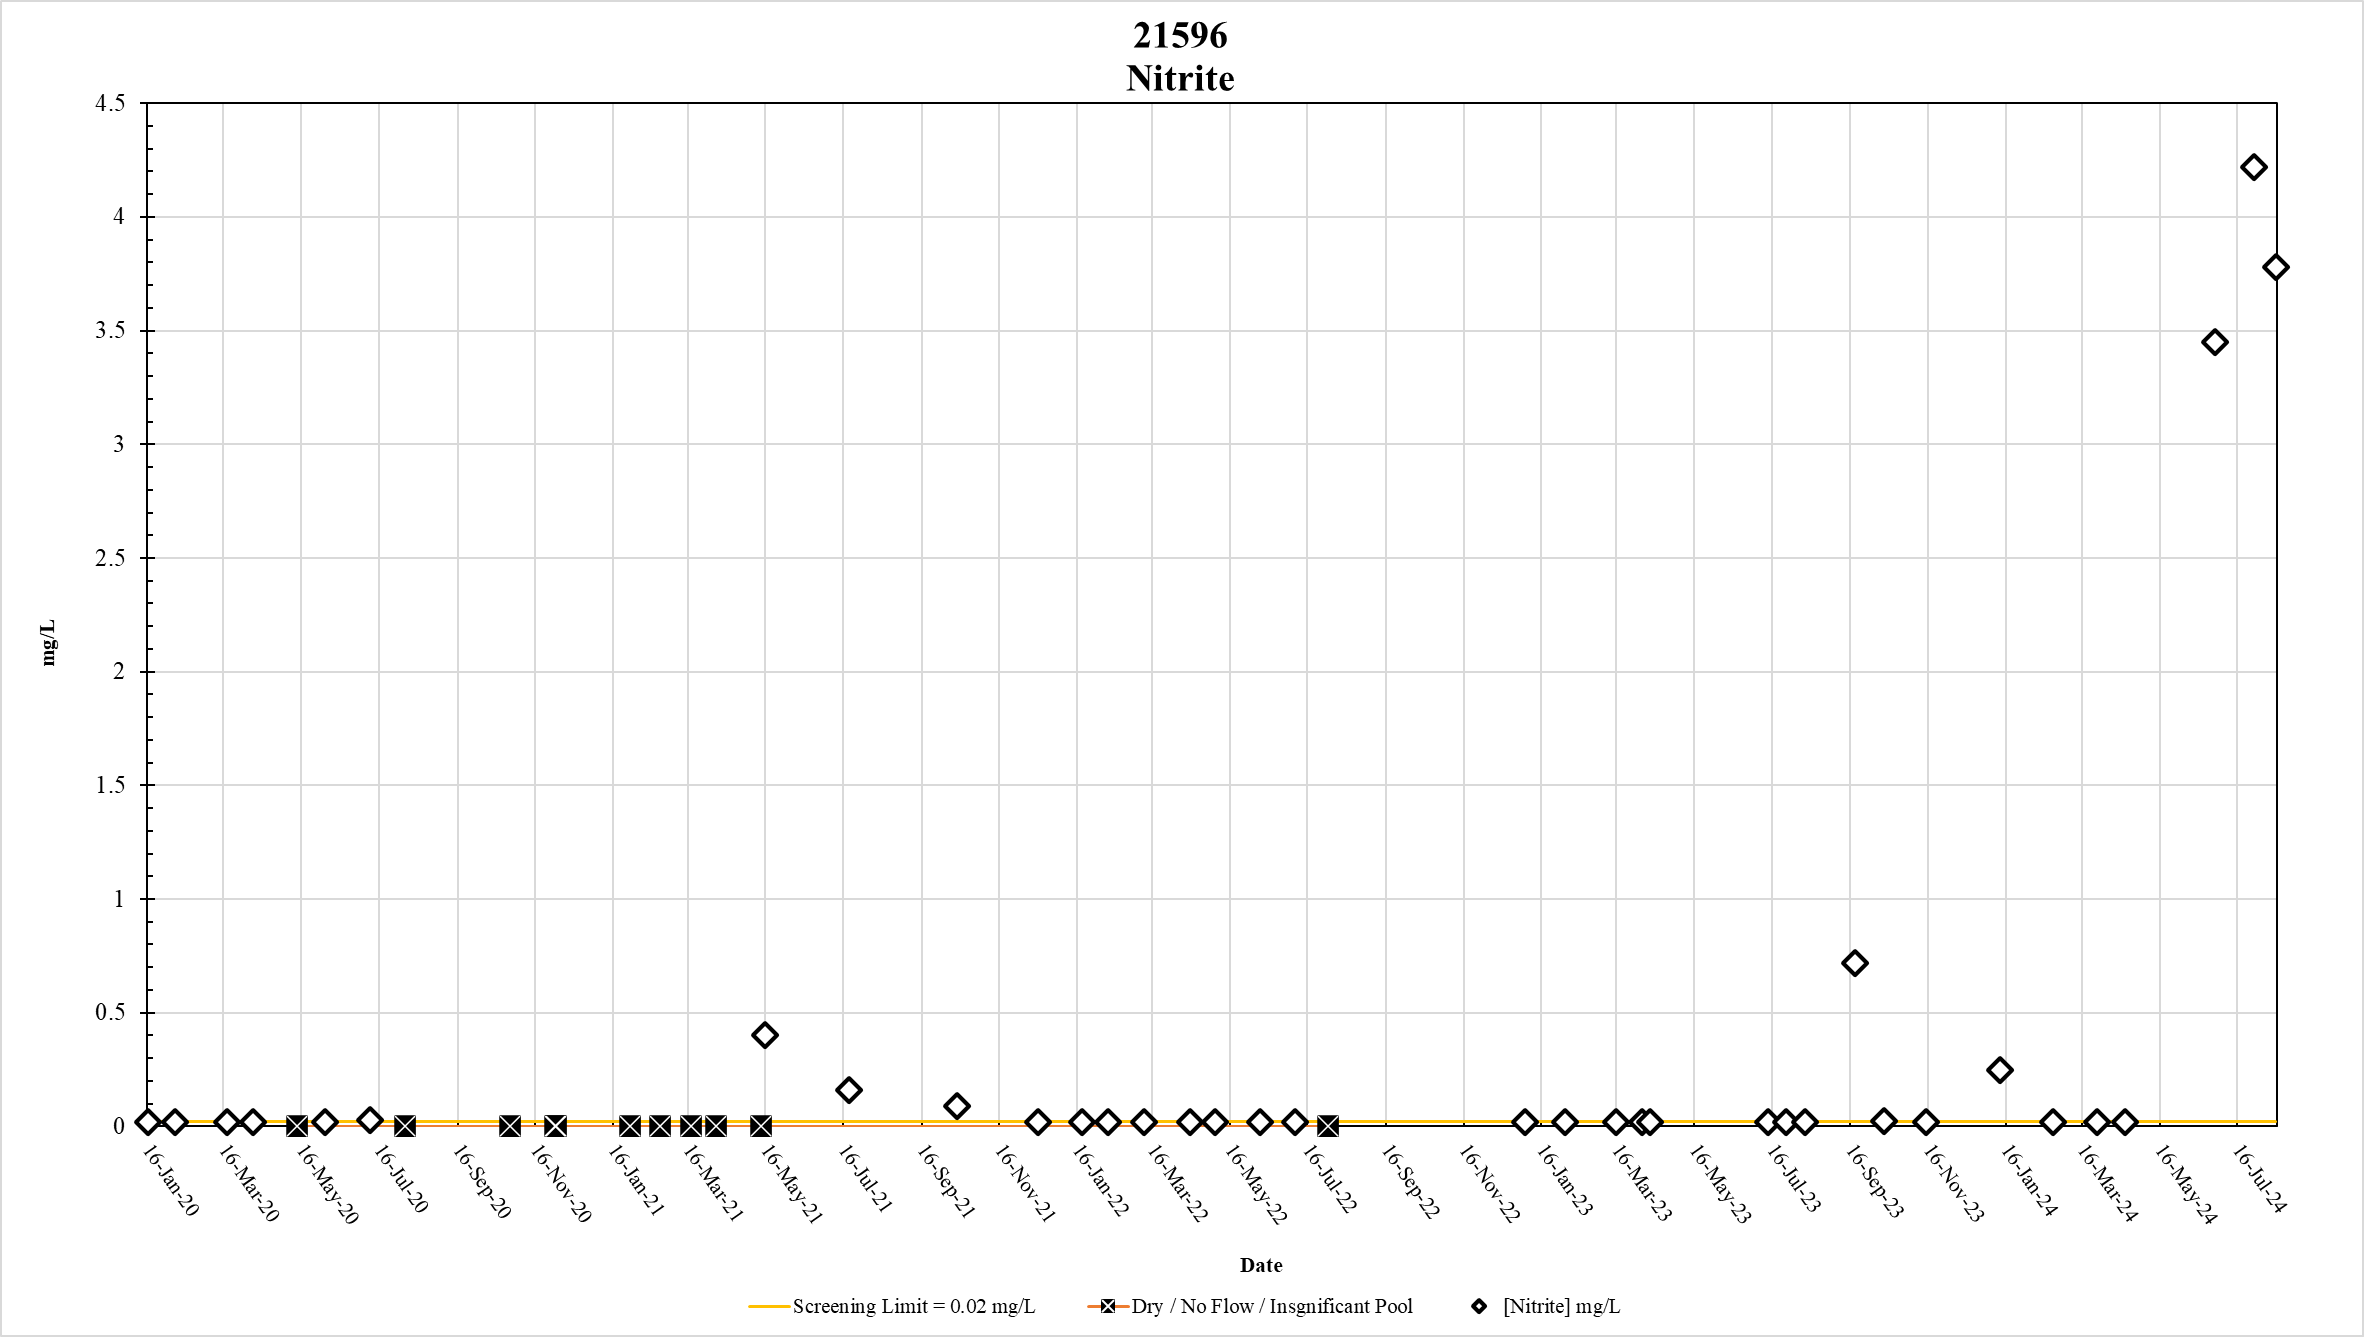 21596
Nitrite
4.5
4
3.5
3
2.5
2
1.5
1
0.5
0
mg/L
16-Jan-20
16-Mar-20
16-May-20
16-Jul-20
16-Sep-20
16-Nov-20
16-Jan-21
16-Mar-21
16-May-21
16-Jul-21
16-Sep-21
16-Nov-21
16-Jan-22
16-Mar-22
16-May-22
16-Jul-22
16-Sep-22
16-Nov-22
16-Jan-23
16-Mar-23
16-May-23
16-Jul-23
16-Sep-23
16-Nov-23
16-Jan-24
16-Mar-24
16-May-24
16-Jul-24
Date
Screening Limit = 0.02 mg/L
Dry / No Flow / Insgnificant Pool
[Nitrite] mg/L